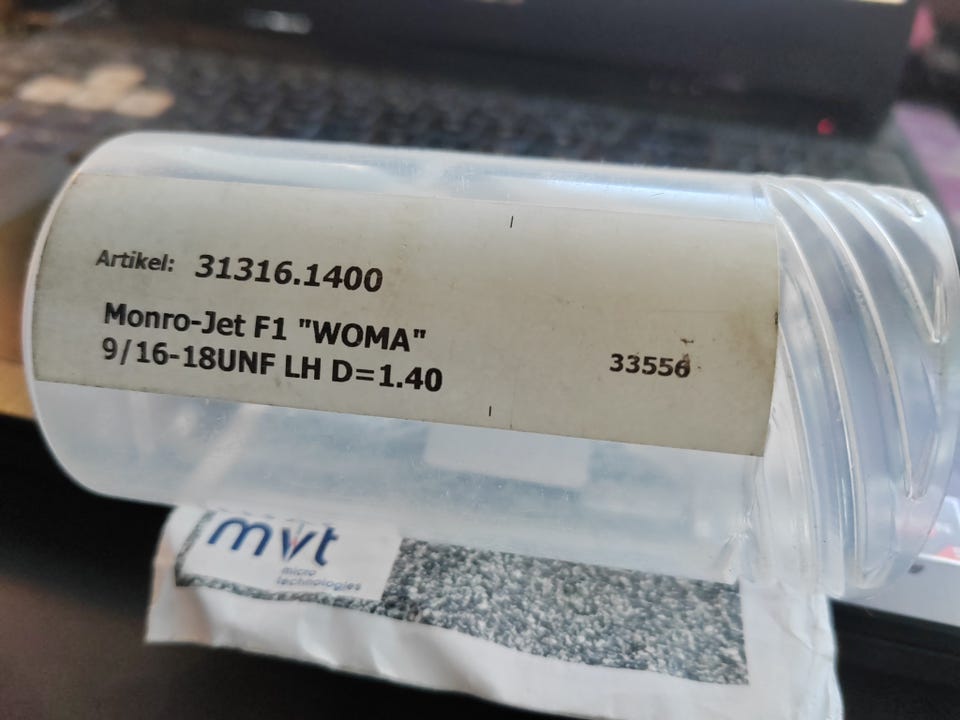 Artikel: 31316.1400
Monro-Jet F1 "WOMA"
9/16-18UNF LH D=1.40
33556
mvt
micro
technologies